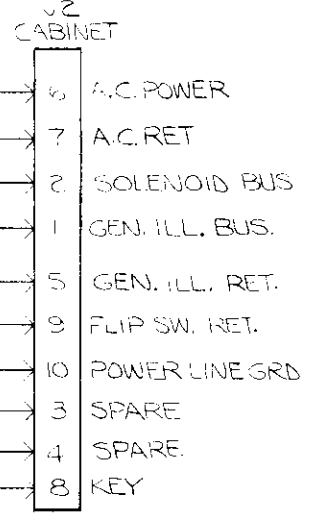 J2
CABINET
6 A.C. POWER
7 A.C. RET
2 SOLENOID BUS
1 GEN. ILL. BUS.
5 GEN. ILL. RET.
9 FLIP SW. RET.
10 POWER LINE GRD
3 SPARE
4 SPARE.
8 KEY